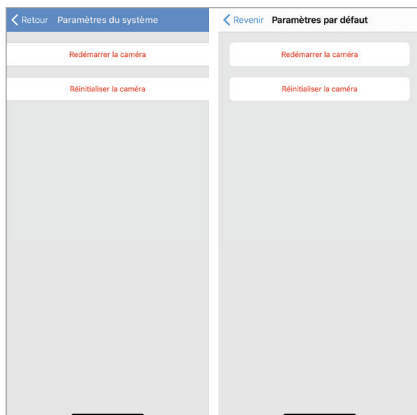 Retour Paramètres du système
Redémarrer la caméra
Réinitialiser la caméra
Revenir Paramètres par défaut
Redémarrer la caméra
Réinitialiser la caméra